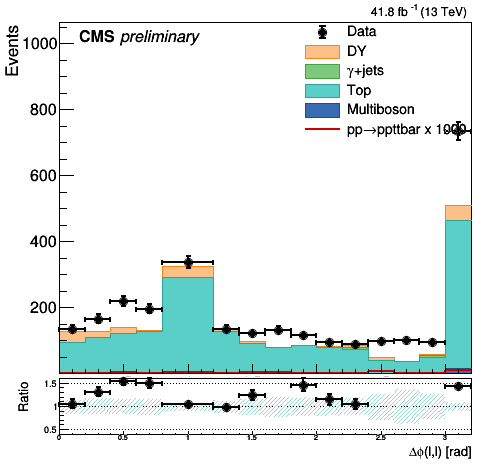 41.8 fb⁻¹ (13 TeV)
Events
CMS preliminary
Data
DY
γ+jets
Top
Multiboson
pp→ppttbar x 1000
1000
800
600
400
200
Ratio
1.5
1
0.5
0 0.5 1 1.5 2 2.5 3
Δϕ(l,l) [rad]